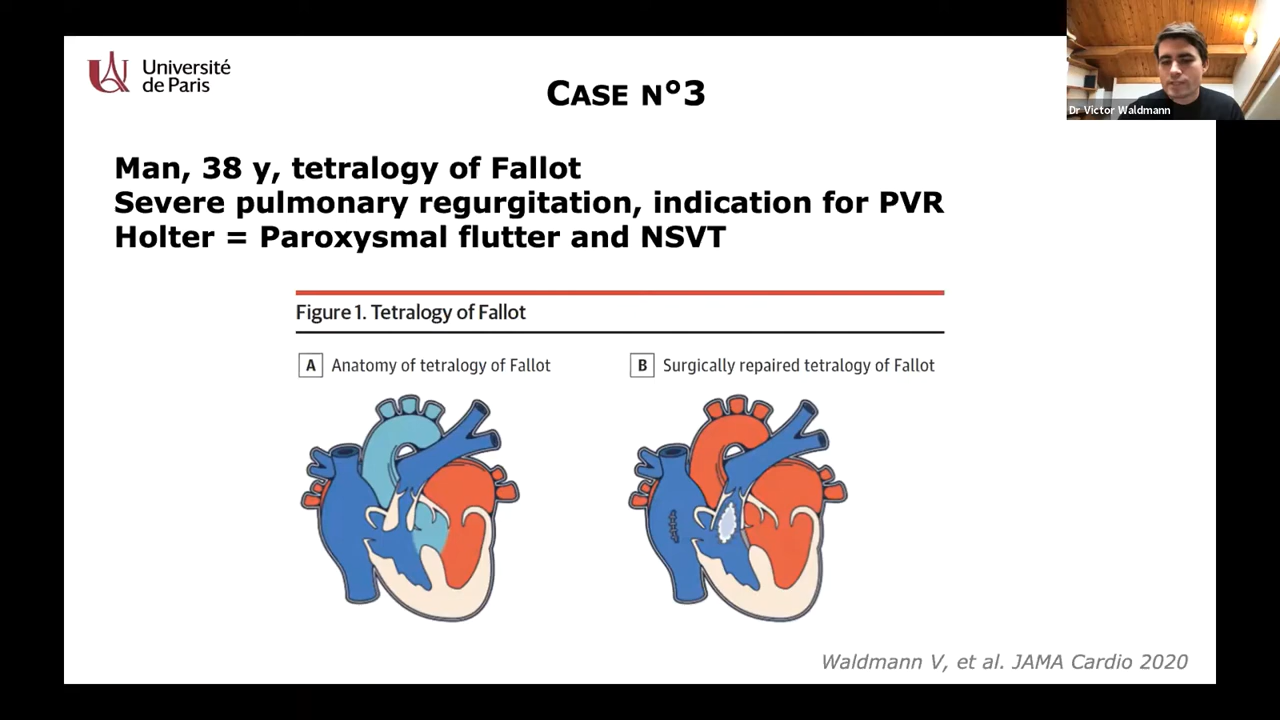 Université
de Paris
CASE N°3
Dr Victor Waldmann
Man, 38 y, tetralogy of Fallot
Severe pulmonary regurgitation, indication for PVR
Holter = Paroxysmal flutter and NSVT
Figure 1. Tetralogy of Fallot
A Anatomy of tetralogy of Fallot
B Surgically repaired tetralogy of Fallot
Waldmann V, et al. JAMA Cardio 2020